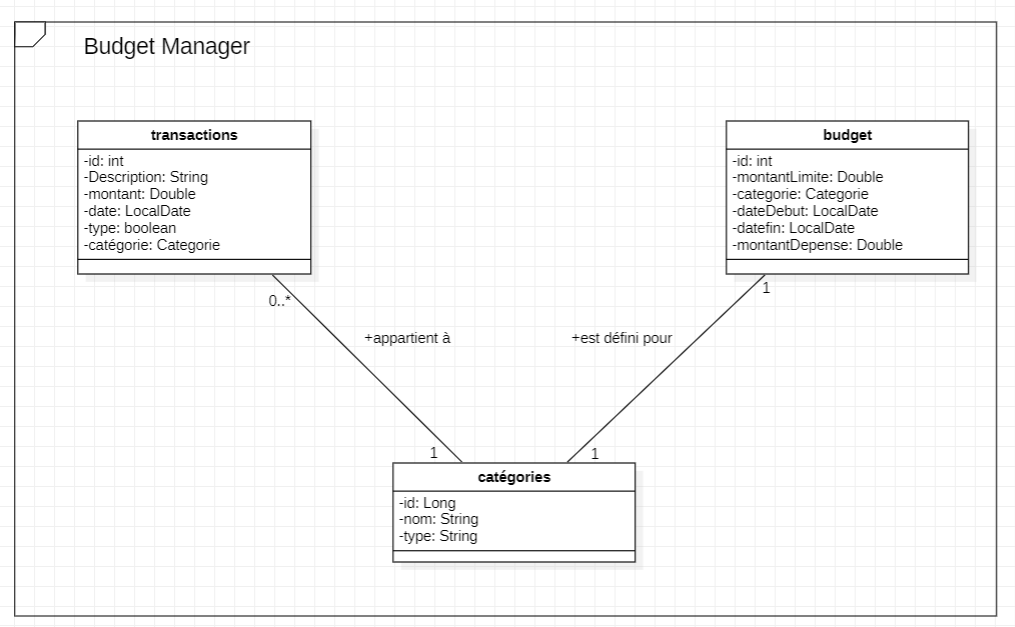 Budget Manager
transactions
-id: int
-Description: String
-montant: Double
-date: LocalDate
-type: boolean
-catégorie: Categorie
budget
-id: int
-montantLimite: Double
-categorie: Categorie
-dateDebut: LocalDate
-datefin: LocalDate
-montantDepense: Double
0..*
1
+appartient à
+est défini pour
1
1
catégories
-id: Long
-nom: String
-type: String